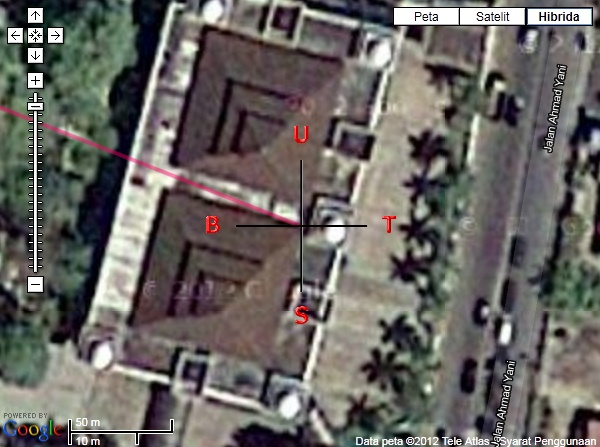 Peta
Satelit
Hibrida
Jalan Ahmad Yani
U
B
T
S
Jalan Ahmad Yani
POWERED BY
Google
50 m
10 m
Data peta ©2012 Tele Atlas - Syarat Penggunaan